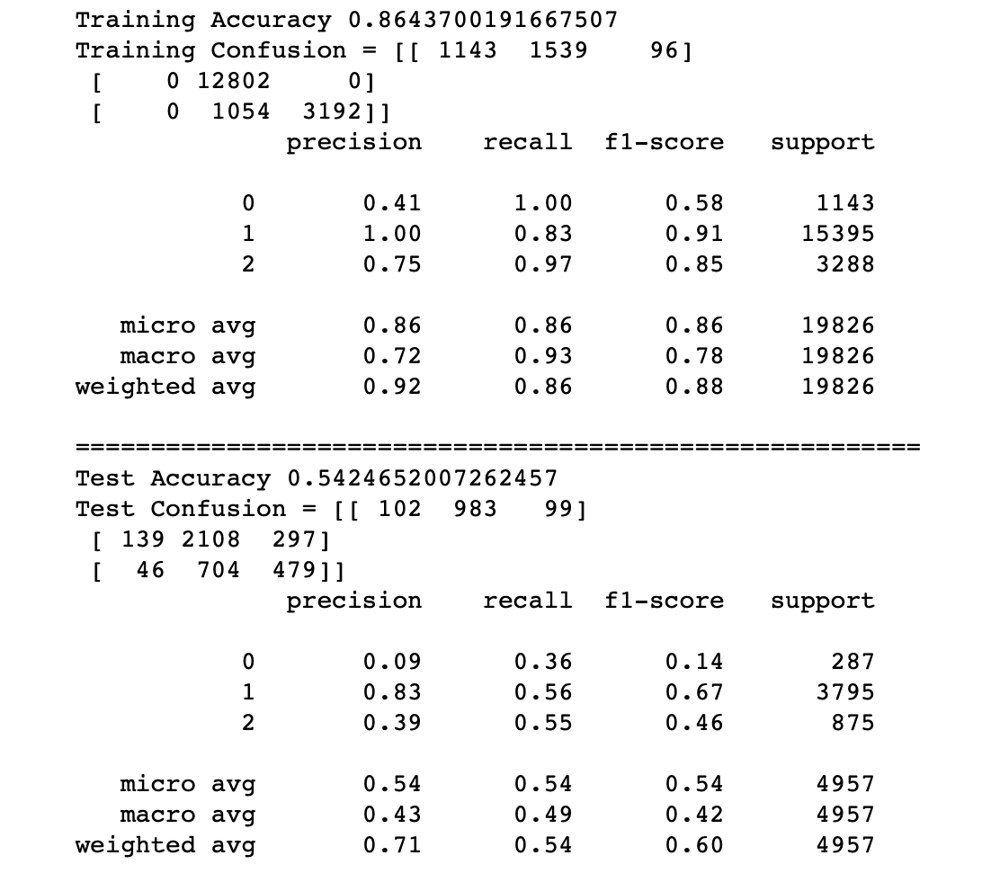 Training Accuracy 0.8643700191667507
Training Confusion = [[ 1143 1539 96]
[ 0 12802 0]
[ 0 1054 3192]]
precision recall f1-score support
0 0.41 1.00 0.58 1143
1 1.00 0.83 0.91 15395
2 0.75 0.97 0.85 3288
micro avg 0.86 0.86 0.86 19826
macro avg 0.72 0.93 0.78 19826
weighted avg 0.92 0.86 0.88 19826
========================================================
Test Accuracy 0.5424652007262457
Test Confusion = [[ 102 983 99]
[ 139 2108 297]
[ 46 704 479]]
precision recall f1-score support
0 0.09 0.36 0.14 287
1 0.83 0.56 0.67 3795
2 0.39 0.55 0.46 875
micro avg 0.54 0.54 0.54 4957
macro avg 0.43 0.49 0.42 4957
weighted avg 0.71 0.54 0.60 4957